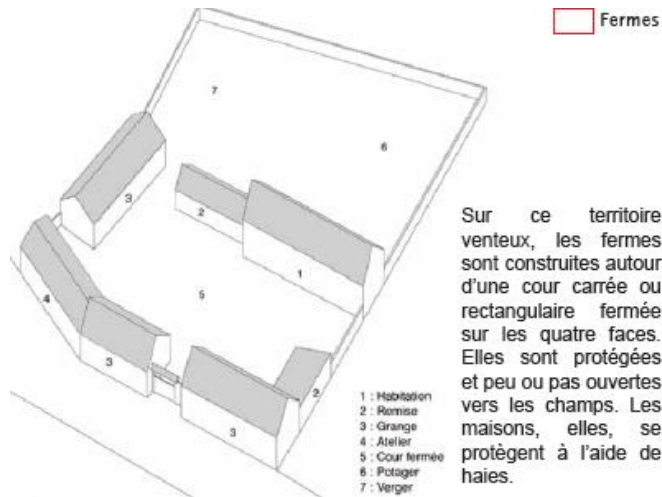 Fermes
7
6
3
2
1
4
5
3
2
3
1 : Habitation
2 : Remise
3 : Grange
4 : Atelier
5 : Cour fermée
6 : Potager
7 : Verger
Sur ce territoire
venteux, les fermes
sont construites autour
d'une cour carrée ou
rectangulaire fermée
sur les quatre faces.
Elles sont protégées
et peu ou pas ouvertes
vers les champs. Les
maisons, elles, se
protègent à l'aide de
haies.